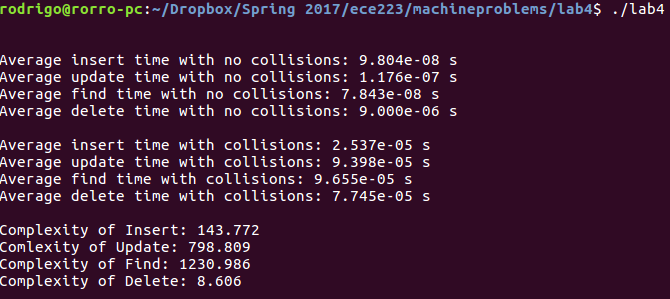 rodrigo@rorro-pc:~/Dropbox/Spring 2017/ece223/machineproblems/lab4$ ./lab4
Average insert time with no collisions: 9.804e-08 s
Average update time with no collisions: 1.176e-07 s
Average find time with no collisions: 7.843e-08 s
Average delete time with no collisions: 9.000e-06 s
Average insert time with collisions: 2.537e-05 s
Average update time with collisions: 9.398e-05 s
Average find time with collisions: 9.655e-05 s
Average delete time with collisions: 7.745e-05 s
Complexity of Insert: 143.772
Comlexity of Update: 798.809
Complexity of Find: 1230.986
Complexity of Delete: 8.606